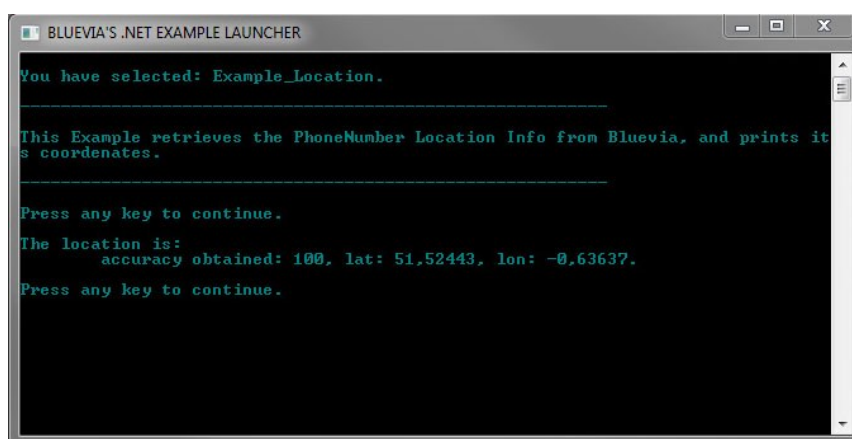 BLUEVIA'S .NET EXAMPLE LAUNCHER
You have selected: Example_Location.
This Example retrieves the PhoneNumber Location Info from Bluevia, and prints it
s coordenates.
Press any key to continue.
The location is:
accuracy obtained: 100, lat: 51,52443, lon: -0,63637.
Press any key to continue.